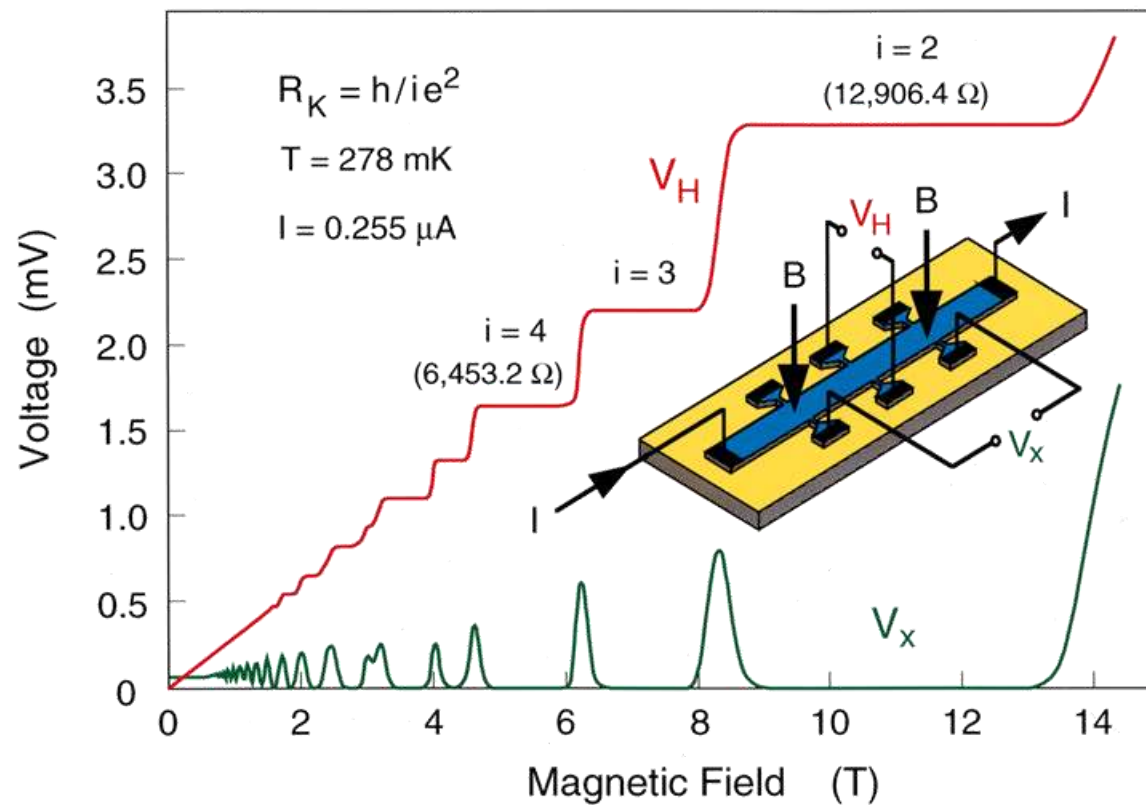 Voltage (mV)
3.5
3.0
2.5
2.0
1.5
1.0
0.5
0
R_K = h/ie²
T = 278 mK
I = 0.255 µA
i = 2
(12,906.4 Ω)
V_H
i = 3
i = 4
(6,453.2 Ω)
B
V_H
B
I
I
V_x
V_x
0 2 4 6 8 10 12 14
Magnetic Field (T)